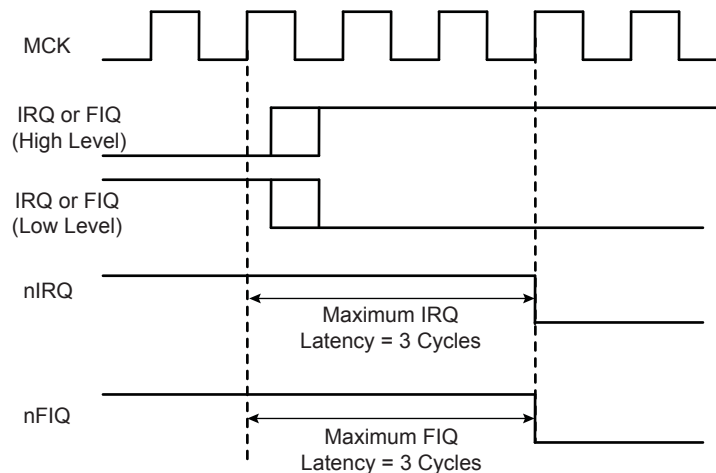 MCK
IRQ or FIQ
(High Level)
IRQ or FIQ
(Low Level)
nIRQ
Maximum IRQ
Latency = 3 Cycles
nFIQ
Maximum FIQ
Latency = 3 Cycles